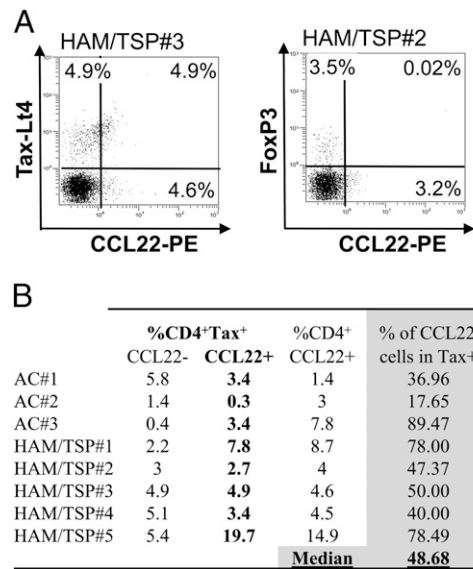 A
HAM/TSP#3
HAM/TSP#2
4.9% 4.9%
4.6%
3.5% 0.02%
3.2%
Tax-Lt4
CCL22-PE
FoxP3
CCL22-PE
B
%CD4⁺Tax⁺ %CD4⁺ % of CCL22
CCL22- CCL22+ CCL22+ cells in Tax+
AC#1 5.8 3.4 1.4 36.96
AC#2 1.4 0.3 3 17.65
AC#3 0.4 3.4 7.8 89.47
HAM/TSP#1 2.2 7.8 8.7 78.00
HAM/TSP#2 3 2.7 4 47.37
HAM/TSP#3 4.9 4.9 4.6 50.00
HAM/TSP#4 5.1 3.4 4.5 40.00
HAM/TSP#5 5.4 19.7 14.9 78.49
Median 48.68